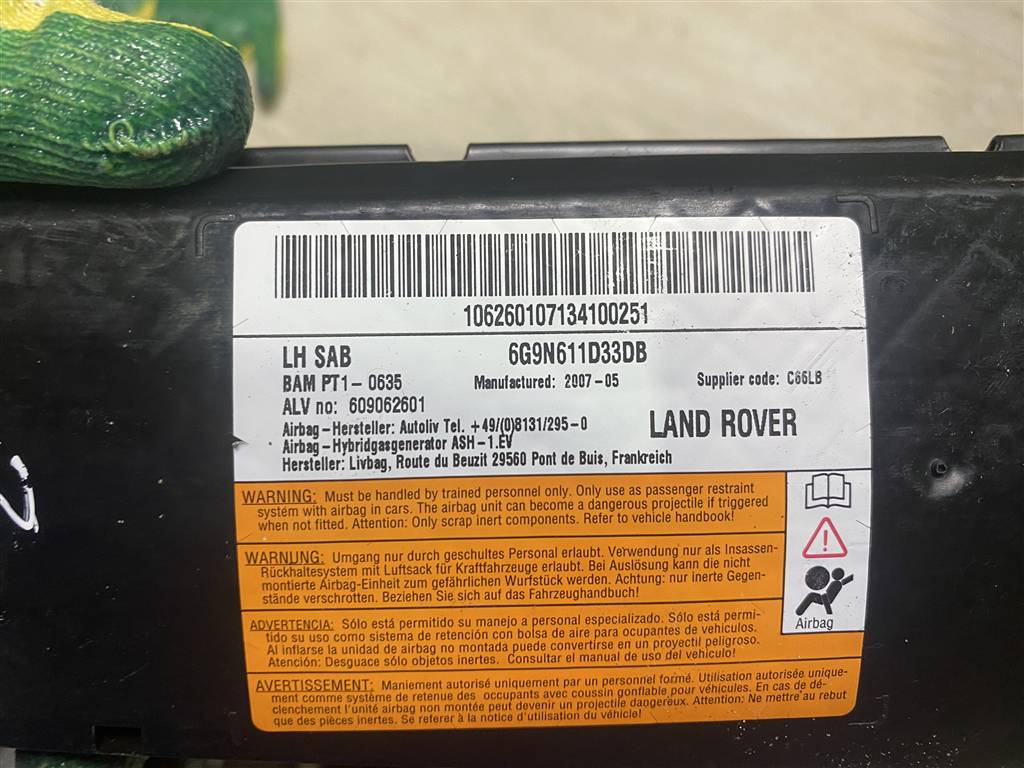 106260107134100251
LH SAB 6G9N611D33DB
BAM PT1-0635 Manufactured: 2007-05 Supplier code: C66LB
ALV no: 609062601
Airbag-Hersteller: Autoliv Tel. +49/(0)8131/295-0
Airbag-Hybridgasgenerator ASH-1.EV
LAND ROVER
Hersteller: Livbag, Route du Beuzit 29560 Pont de Buis, Frankreich
WARNING: Must be handled by trained personnel only. Only use as passenger restraint
system with airbag in cars. The airbag unit can become a dangerous projectile if triggered
when not fitted. Attention: Only scrap inert components. Refer to vehicle handbook!
WARNUNG: Umgang nur durch geschultes Personal erlaubt. Verwendung nur als Insassen-
Rückhaltesystem mit Luftsack für Kraftfahrzeuge erlaubt. Bei Auslösung kann die nicht
montierte Airbag-Einheit zum gefährlichen Wurfstück werden. Achtung: nur inerte Gegen-
stände verschrotten. Beziehen Sie sich auf das Fahrzeughandbuch!
Airbag
ADVERTENCIA: Sólo está permitido su manejo a personal especializado. Sólo está permi-
tido su uso como sistema de retención con bolsa de aire para ocupantes de vehículos.
Al inflarse la unidad de airbag no montada puede convertirse en un proyectil peligroso.
Atención: Desguace sólo objetos inertes. Consultar el manual de uso del vehículo!
AVERTISSEMENT: Maniement autorisé uniquement par un personnel formé. Utilisation autorisée unique-
ment comme système de retenue des occupants avec coussin gonflable pour véhicules. En cas de dé-
clenchement l'unité airbag non montée peut devenir un projectile dangereux. Attention: Ne mettre au rebut
que des pièces inertes. Se referer à la notice d'utilisation du véhicule!